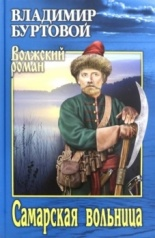 ВЛАДИМИР
БУРТОВОЙ
Волжский
роман
Самарская вольница